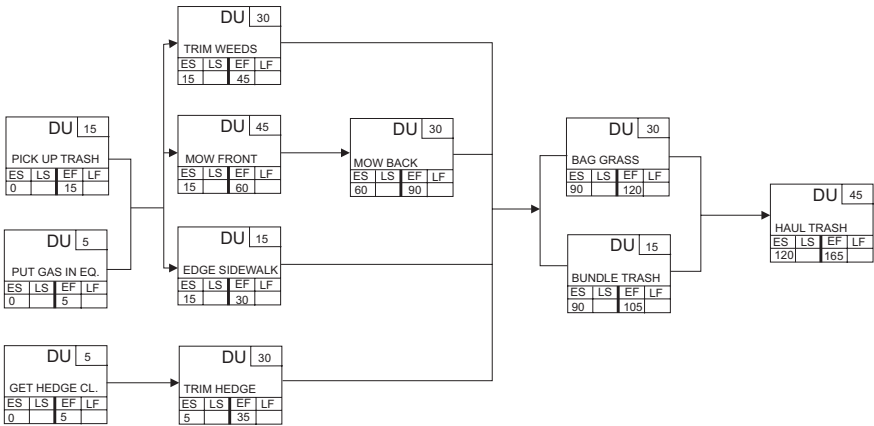 DU 30
TRIM WEEDS
ES LS EF LF
15 45
DU 15
PICK UP TRASH
ES LS EF LF
0 15
DU 45
MOW FRONT
ES LS EF LF
15 60
DU 30
MOW BACK
ES LS EF LF
60 90
DU 30
BAG GRASS
ES LS EF LF
90 120
DU 45
HAUL TRASH
ES LS EF LF
120 165
DU 5
PUT GAS IN EQ.
ES LS EF LF
0 5
DU 15
EDGE SIDEWALK
ES LS EF LF
15 30
DU 15
BUNDLE TRASH
ES LS EF LF
90 105
DU 5
GET HEDGE CL.
ES LS EF LF
0 5
DU 30
TRIM HEDGE
ES LS EF LF
5 35